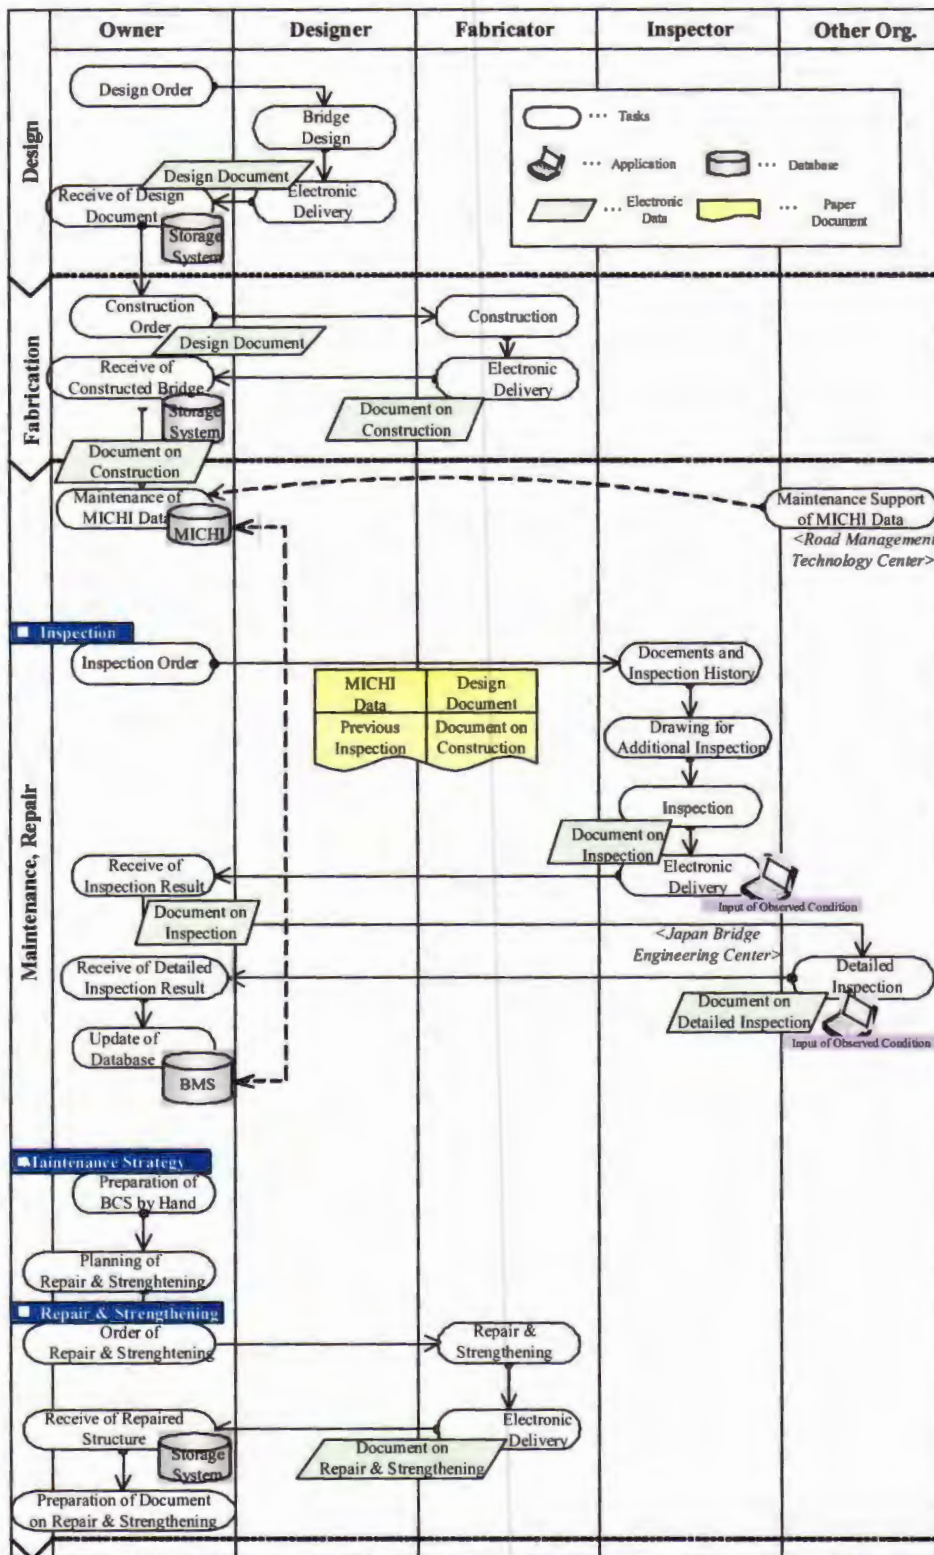 Owner
Designer
Fabricator
Inspector
Other Org.
Design
Design Order
Bridge
Design
Design Document
Electronic
Delivery
Receive of Design
Document
Storage
System
··· Tasks
··· Application
··· Database
··· Electronic
Data
··· Paper
Document
Fabrication
Construction
Order
Design Document
Construction
Receive of
Constructed Bridge
Storage
System
Electronic
Delivery
Document on
Construction
Document on
Construction
Maintenance, Repair
Maintenance of
MICHI Data
MICHI
Maintenance Support
of MICHI Data
<Road Management
Technology Center>
■ Inspection
Inspection Order
MICHI
Data
Design
Document
Previous
Inspection
Document on
Construction
Docements and
Inspection History
Drawing for
Additional Inspection
Inspection
Document on
Inspection
Electronic
Delivery
Input of Observed Condition
Receive of
Inspection Result
Document on
Inspection
<Japan Bridge
Engineering Center>
Receive of Detailed
Inspection Result
Detailed
Inspection
Document on
Detailed Inspection
Input of Observed Condition
Update of
Database
BMS
■ Maintenance Strategy
Preparation of
BCS by Hand
Planning of
Repair & Strenghtening
■ Repair & Strengthening
Order of
Repair & Strenghtening
Repair &
Strengthening
Receive of Repaired
Structure
Storage
System
Electronic
Delivery
Document on
Repair & Strengthening
Preparation of Document
on Repair & Strengthening